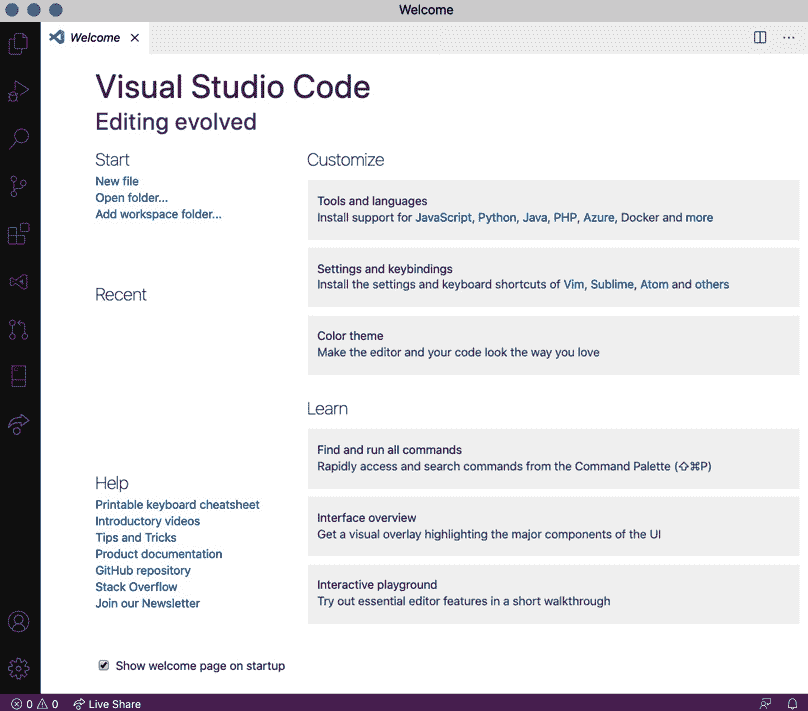 Welcome
Welcome
Visual Studio Code
Editing evolved
Start
New file
Open folder...
Add workspace folder...
Recent
Help
Printable keyboard cheatsheet
Introductory videos
Tips and Tricks
Product documentation
GitHub repository
Stack Overflow
Join our Newsletter
Customize
Tools and languages
Install support for JavaScript, Python, Java, PHP, Azure, Docker and more
Settings and keybindings
Install the settings and keyboard shortcuts of Vim, Sublime, Atom and others
Color theme
Make the editor and your code look the way you love
Learn
Find and run all commands
Rapidly access and search commands from the Command Palette (⇧⌘P)
Interface overview
Get a visual overlay highlighting the major components of the UI
Interactive playground
Try out essential editor features in a short walkthrough
Show welcome page on startup
0 0 Live Share